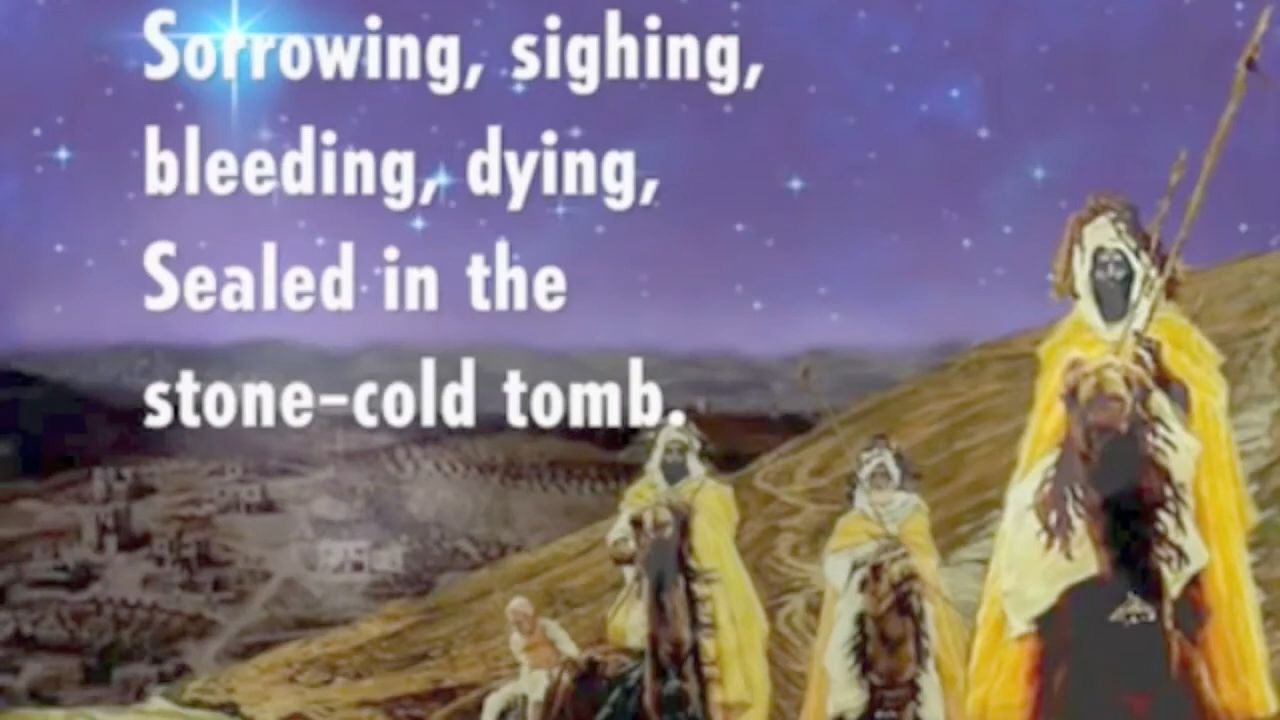 Sorrowing, sighing,
bleeding, dying,
Sealed in the
stone-cold tomb.